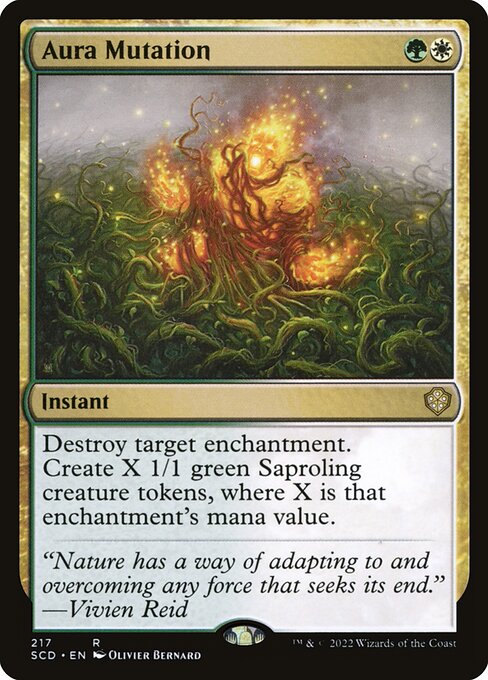 Aura Mutation
Instant
Destroy target enchantment.
Create X 1/1 green Saproling
creature tokens, where X is that
enchantment's mana value.
“Nature has a way of adapting to and
overcoming any force that seeks its end.”
—Vivien Reid
217 R
SCD • EN Olivier Bernard
™ & © 2022 Wizards of the Coast